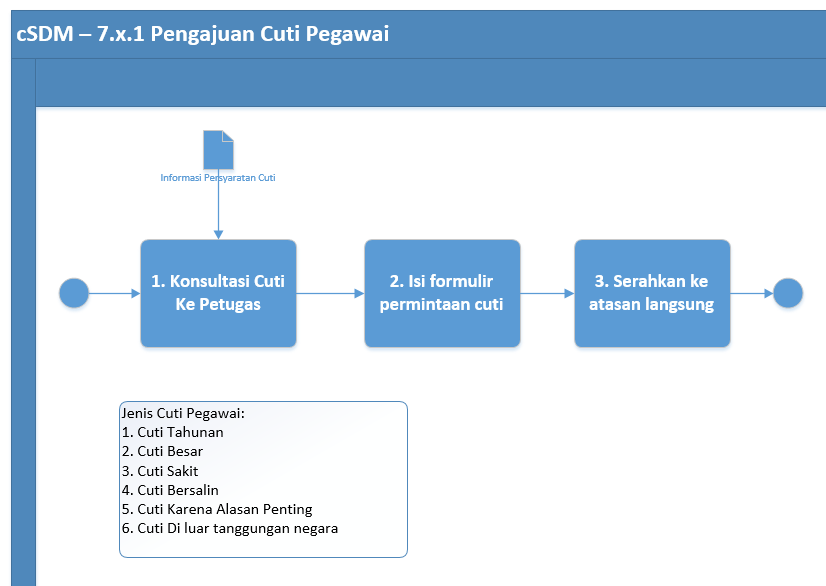 cSDM – 7.x.1 Pengajuan Cuti Pegawai
Informasi Persyaratan Cuti
1. Konsultasi Cuti
Ke Petugas
2. Isi formulir
permintaan cuti
3. Serahkan ke
atasan langsung
Jenis Cuti Pegawai:
1. Cuti Tahunan
2. Cuti Besar
3. Cuti Sakit
4. Cuti Bersalin
5. Cuti Karena Alasan Penting
6. Cuti Di luar tanggungan negara